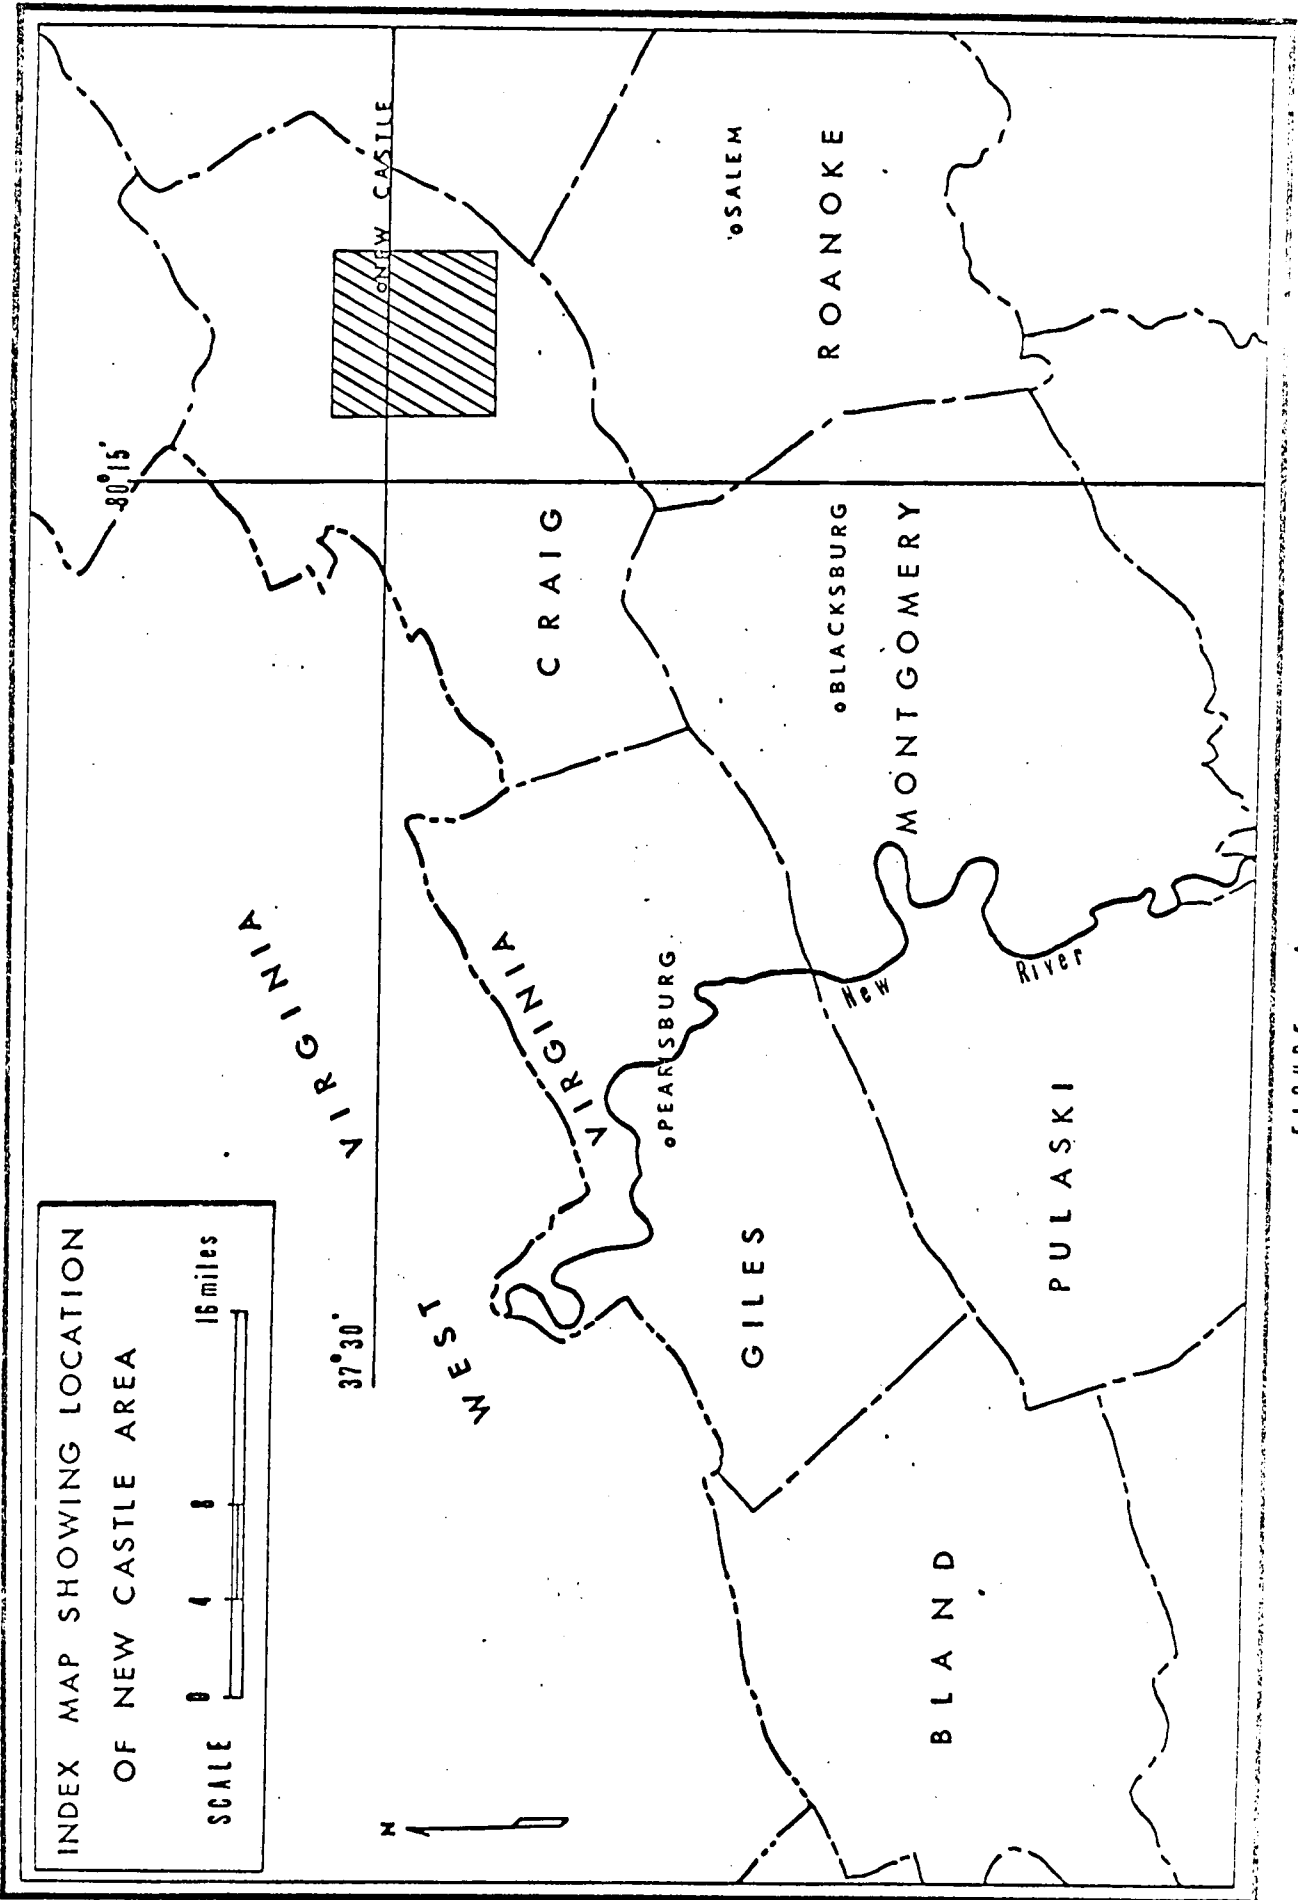 INDEX MAP SHOWING LOCATION
OF NEW CASTLE AREA
SCALE 0 4 8 16 miles
N
37°30'
80°15'
WEST VIRGINIA
VIRGINIA
NEW CASTLE
CRAIG
SALEM
ROANOKE
BLACKSBURG
MONTGOMERY
PEARISBURG
New River
GILES
PULASKI
BLAND